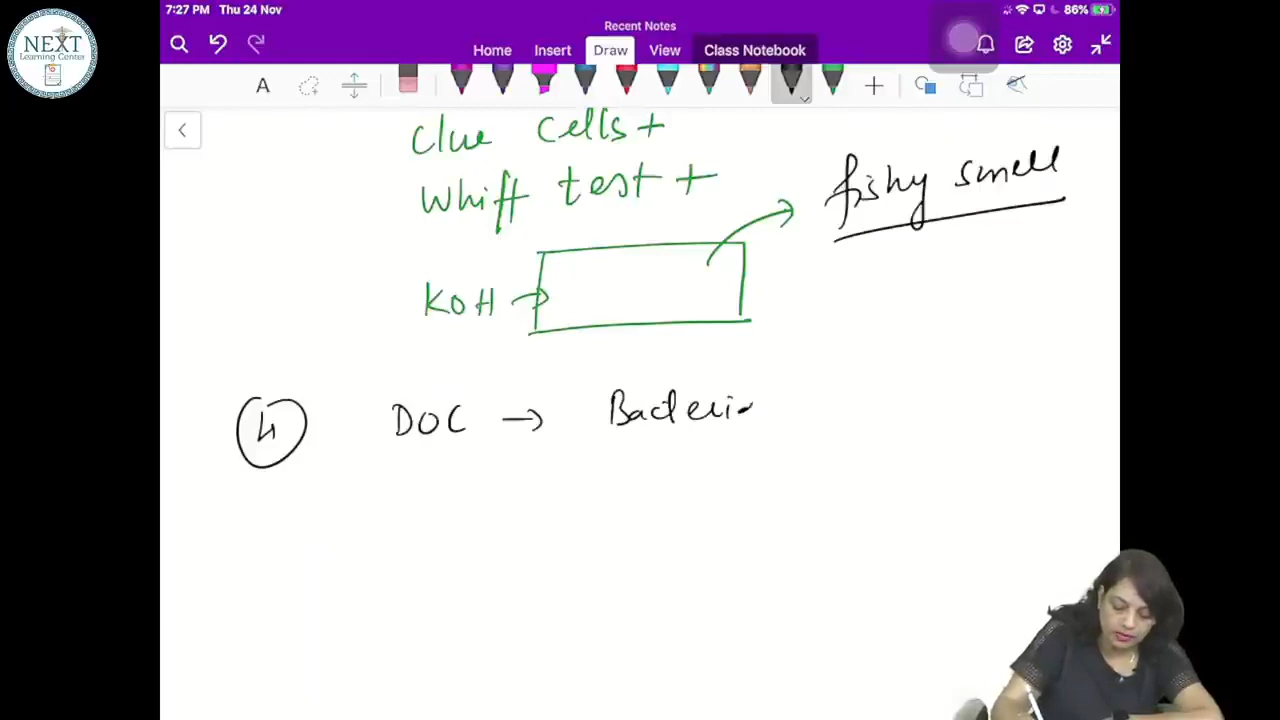 7:27 PM Thu 24 Nov
86%
Recent Notes
Home Insert Draw View Class Notebook
NEXT
Learning Center
A
Clue cells+
Whiff test +
fishy smell
KOH →
4 DOC → Bacteria